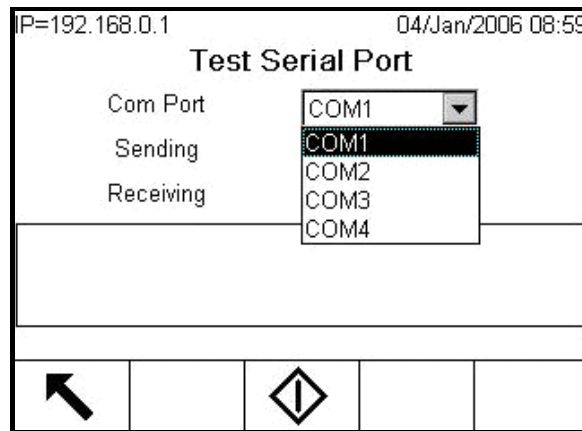 IP=192.168.0.1 04/Jan/2006 08:59
Test Serial Port
Com Port COM1
COM1
Sending
COM2
Receiving
COM3
COM4